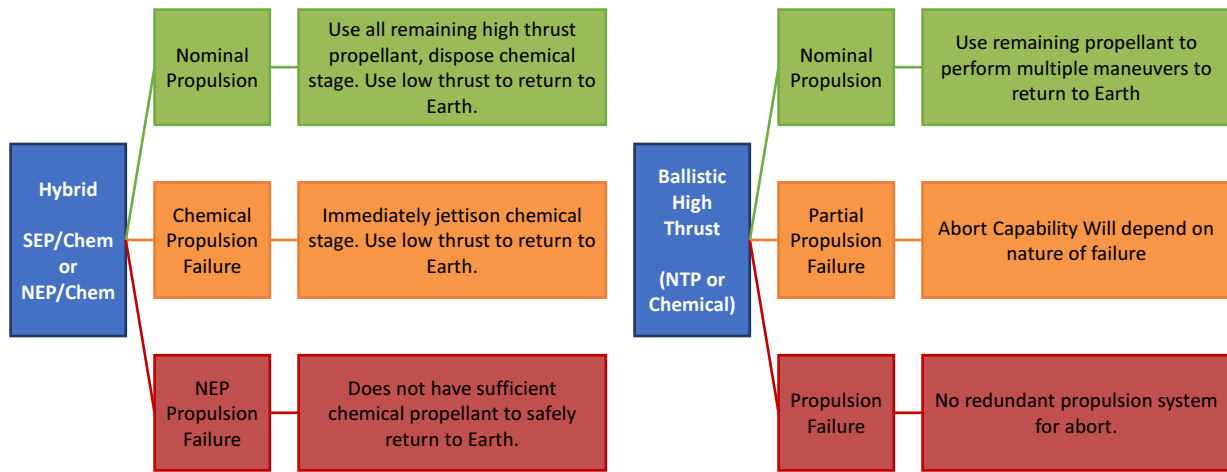 Hybrid
SEP/Chem
or
NEP/Chem
Nominal
Propulsion
Use all remaining high thrust
propellant, dispose chemical
stage. Use low thrust to return to
Earth.
Chemical
Propulsion
Failure
Immediately jettison chemical
stage. Use low thrust to return to
Earth.
NEP
Propulsion
Failure
Does not have sufficient
chemical propellant to safely
return to Earth.
Ballistic
High
Thrust
(NTP or
Chemical)
Nominal
Propulsion
Use remaining propellant to
perform multiple maneuvers to
return to Earth
Partial
Propulsion
Failure
Abort Capability Will depend on
nature of failure
Propulsion
Failure
No redundant propulsion system
for abort.